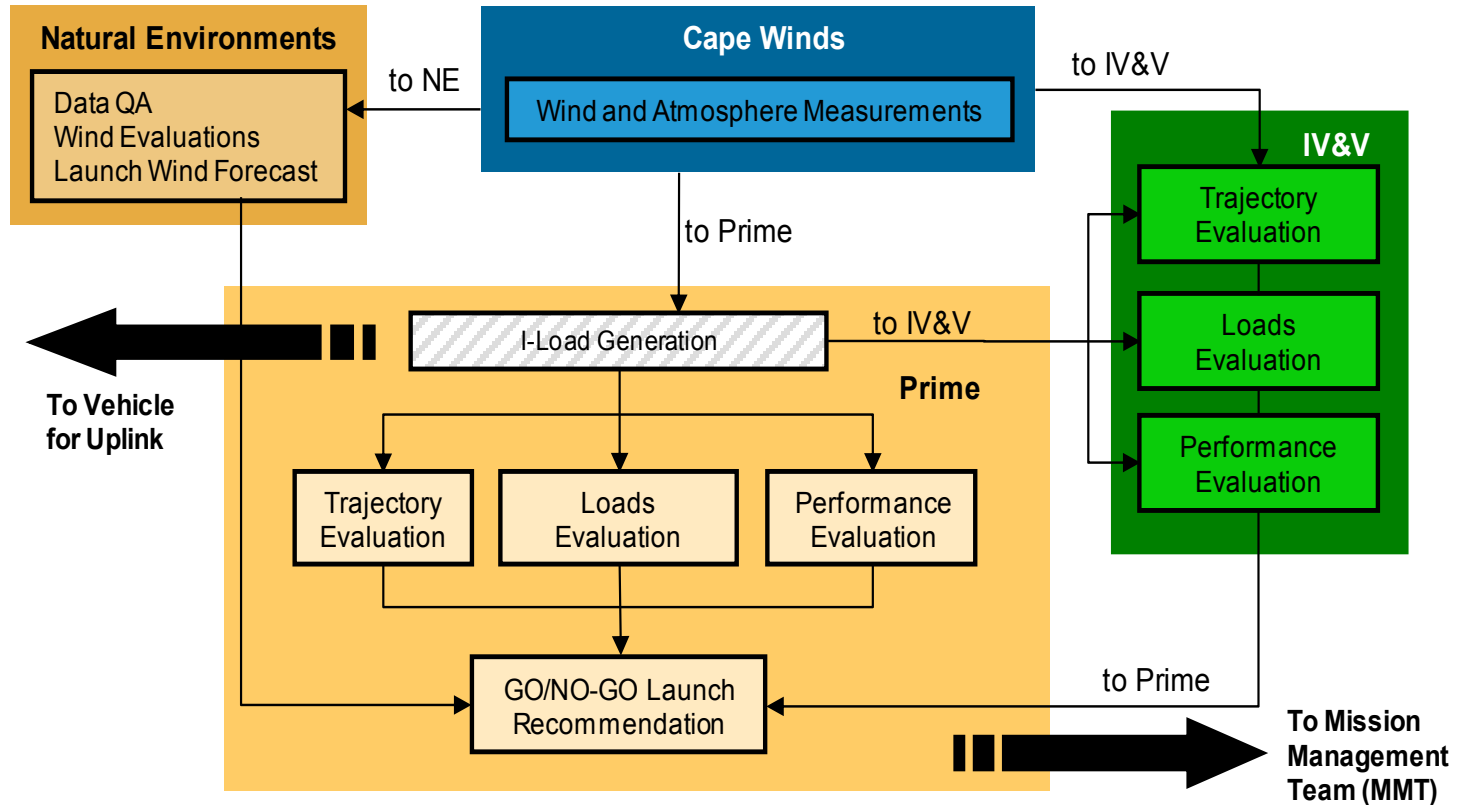 Natural Environments
Data QA
Wind Evaluations
Launch Wind Forecast
to NE
Cape Winds
Wind and Atmosphere Measurements
to IV&V
IV&V
Trajectory
Evaluation
Loads
Evaluation
Performance
Evaluation
to Prime
I-Load Generation
to IV&V
Prime
To Vehicle
for Uplink
Trajectory
Evaluation
Loads
Evaluation
Performance
Evaluation
GO/NO-GO Launch
Recommendation
to Prime
To Mission
Management
Team (MMT)